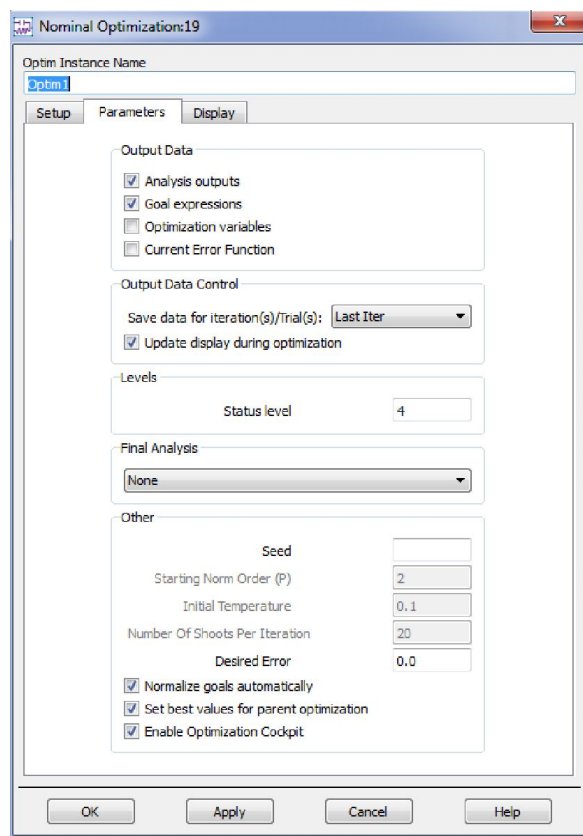 Nominal Optimization:19
Optim Instance Name
Optim1
Setup Parameters Display
Output Data
Analysis outputs
Goal expressions
Optimization variables
Current Error Function
Output Data Control
Save data for iteration(s)/Trial(s): Last Iter
Update display during optimization
Levels
Status level 4
Final Analysis
None
Other
Seed
Starting Norm Order (P) 2
Initial Temperature 0.1
Number Of Shoots Per Iteration 20
Desired Error 0.0
Normalize goals automatically
Set best values for parent optimization
Enable Optimization Cockpit
OK Apply Cancel Help